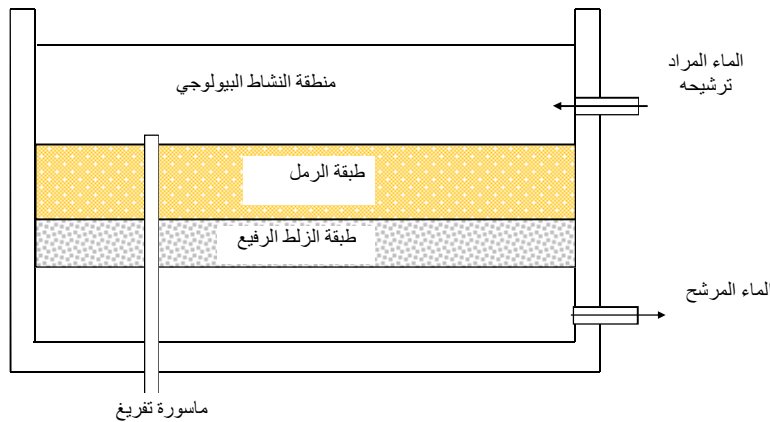 الماء المراد
ترشيحه
منطقة النشاط البيولوجي
طبقة الرمل
طبقة الزلط الرفيع
الماء المرشح
ماسورة تفريغ